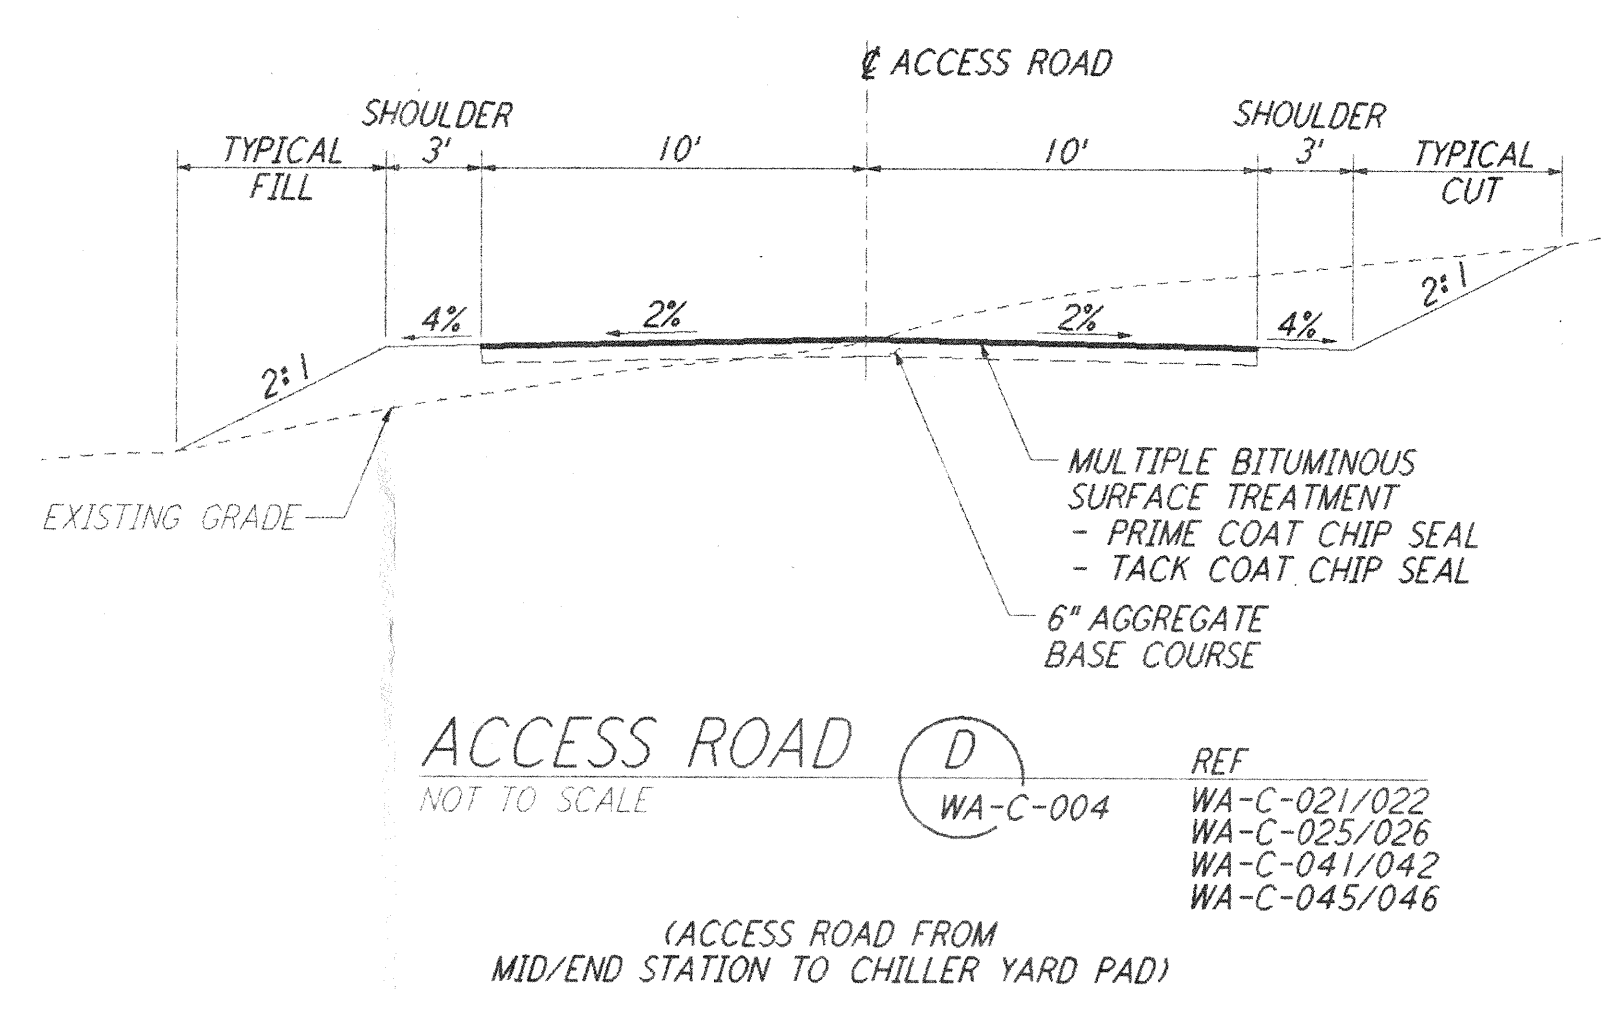 ℄ ACCESS ROAD
SHOULDER
SHOULDER
TYPICAL
FILL
3'
10'
10'
3'
TYPICAL
CUT
2:1
4%
2%
2%
4%
2:1
EXISTING GRADE
MULTIPLE BITUMINOUS
SURFACE TREATMENT
- PRIME COAT CHIP SEAL
- TACK COAT CHIP SEAL
6" AGGREGATE
BASE COURSE
ACCESS ROAD
NOT TO SCALE
D
WA-C-004
REF
WA-C-021/022
WA-C-025/026
WA-C-041/042
WA-C-045/046
(ACCESS ROAD FROM
MID/END STATION TO CHILLER YARD PAD)